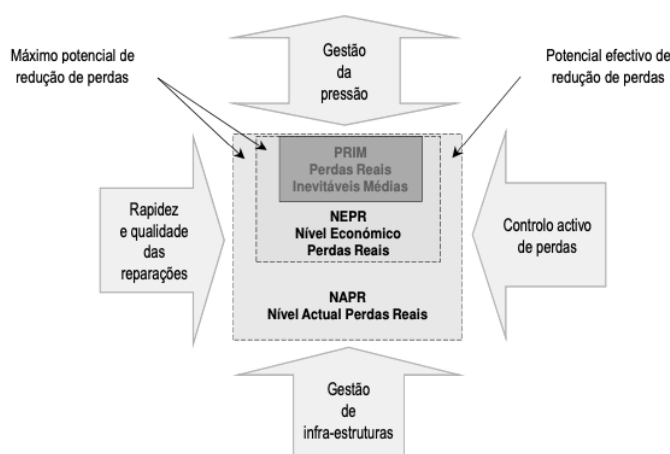 Máximo potencial de
redução de perdas
Gestão
da
pressão
Potencial efectivo de
redução de perdas
PRIM
Perdas Reais
Inevitáveis Médias
NEPR
Nível Económico
Perdas Reais
Rapidez
e qualidade
das
reparações
Controlo activo
de perdas
NAPR
Nível Actual Perdas Reais
Gestão
de
infra-estruturas